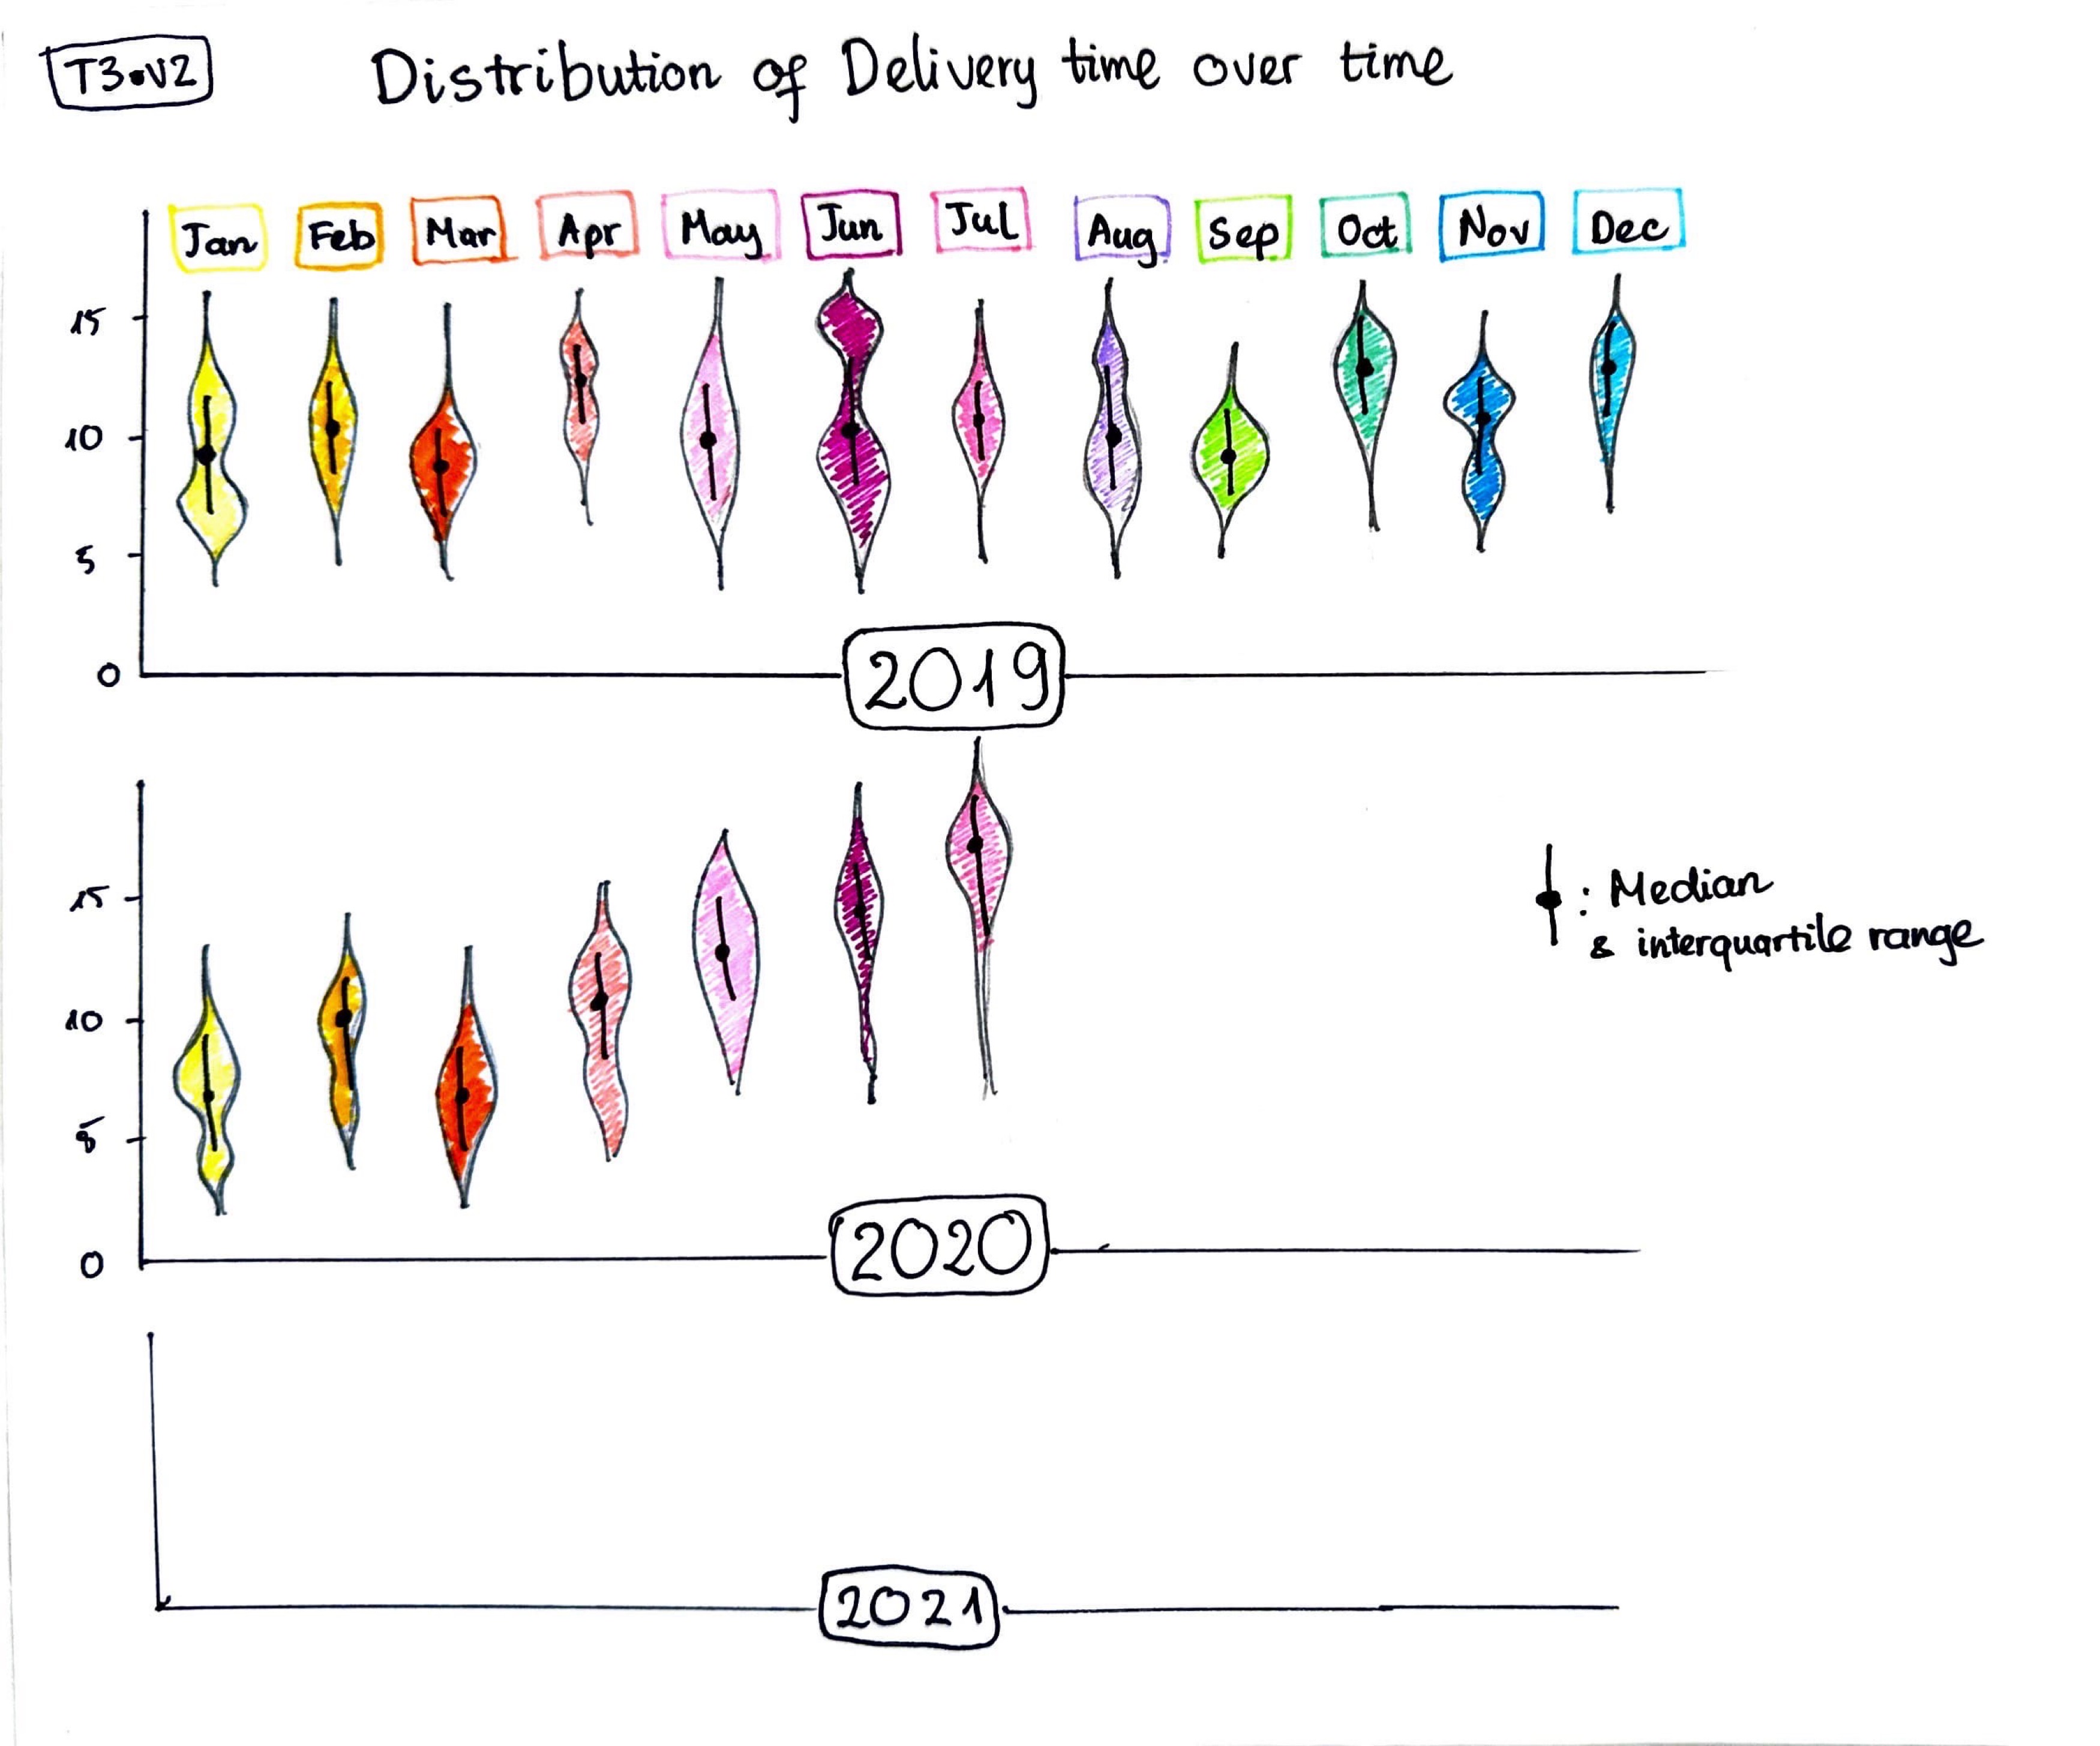 T3.V2
Distribution of Delivery time over time
Jan Feb Mar Apr May Jun Jul Aug Sep Oct Nov Dec
15
10
5
0
2019
15
10
5
0
: Median
& interquartile range
2020
2021